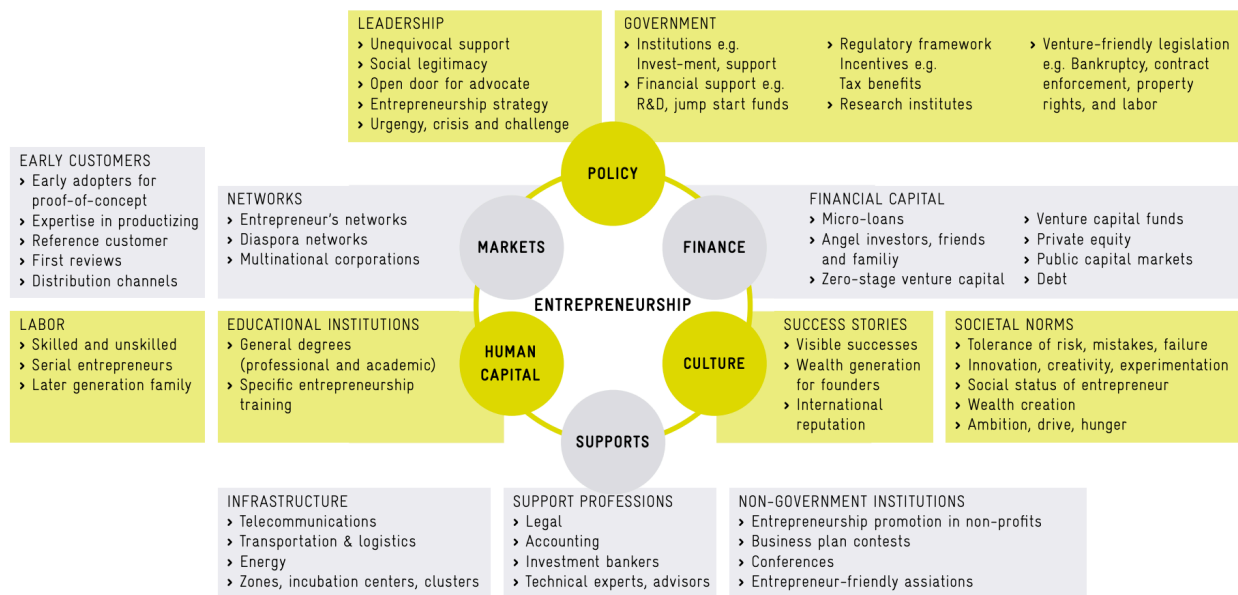 LEADERSHIP
› Unequivocal support
› Social legitimacy
› Open door for advocate
› Entrepreneurship strategy
› Urgengy, crisis and challenge
GOVERNMENT
› Institutions e.g.
Invest-ment, support
› Financial support e.g.
R&D, jump start funds
› Regulatory framework
Incentives e.g.
Tax benefits
› Research institutes
› Venture-friendly legislation
e.g. Bankruptcy, contract
enforcement, property
rights, and labor
POLICY
EARLY CUSTOMERS
› Early adopters for
proof-of-concept
› Expertise in productizing
› Reference customer
› First reviews
› Distribution channels
NETWORKS
› Entrepreneur's networks
› Diaspora networks
› Multinational corporations
MARKETS
FINANCE
FINANCIAL CAPITAL
› Micro-loans
› Angel investors, friends
and familiy
› Zero-stage venture capital
› Venture capital funds
› Private equity
› Public capital markets
› Debt
ENTREPRENEURSHIP
LABOR
› Skilled and unskilled
› Serial entrepreneurs
› Later generation family
EDUCATIONAL INSTITUTIONS
› General degrees
(professional and academic)
› Specific entrepreneurship
training
HUMAN
CAPITAL
CULTURE
SUCCESS STORIES
› Visible successes
› Wealth generation
for founders
› International
reputation
SOCIETAL NORMS
› Tolerance of risk, mistakes, failure
› Innovation, creativity, experimentation
› Social status of entrepreneur
› Wealth creation
› Ambition, drive, hunger
SUPPORTS
INFRASTRUCTURE
› Telecommunications
› Transportation & logistics
› Energy
› Zones, incubation centers, clusters
SUPPORT PROFESSIONS
› Legal
› Accounting
› Investment bankers
› Technical experts, advisors
NON-GOVERNMENT INSTITUTIONS
› Entrepreneurship promotion in non-profits
› Business plan contests
› Conferences
› Entrepreneur-friendly assiations